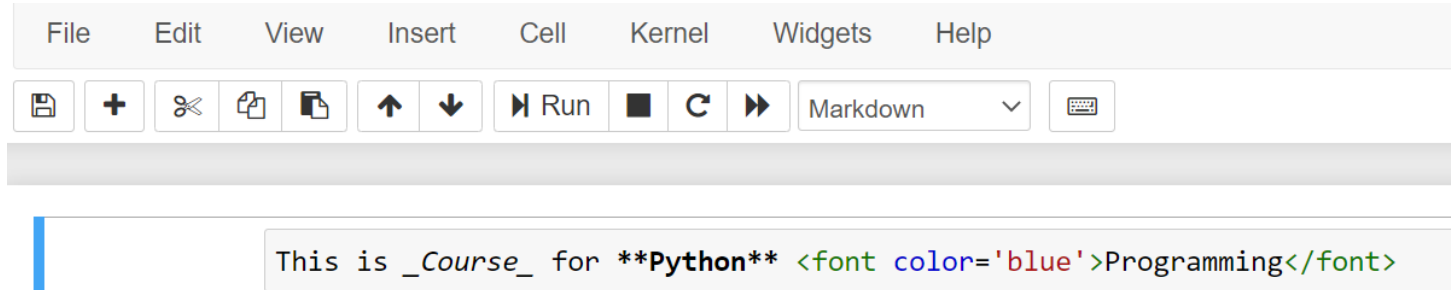 File Edit View Insert Cell Kernel Widgets Help
Run Markdown
This is _Course_ for **Python** <font color='blue'>Programming</font>